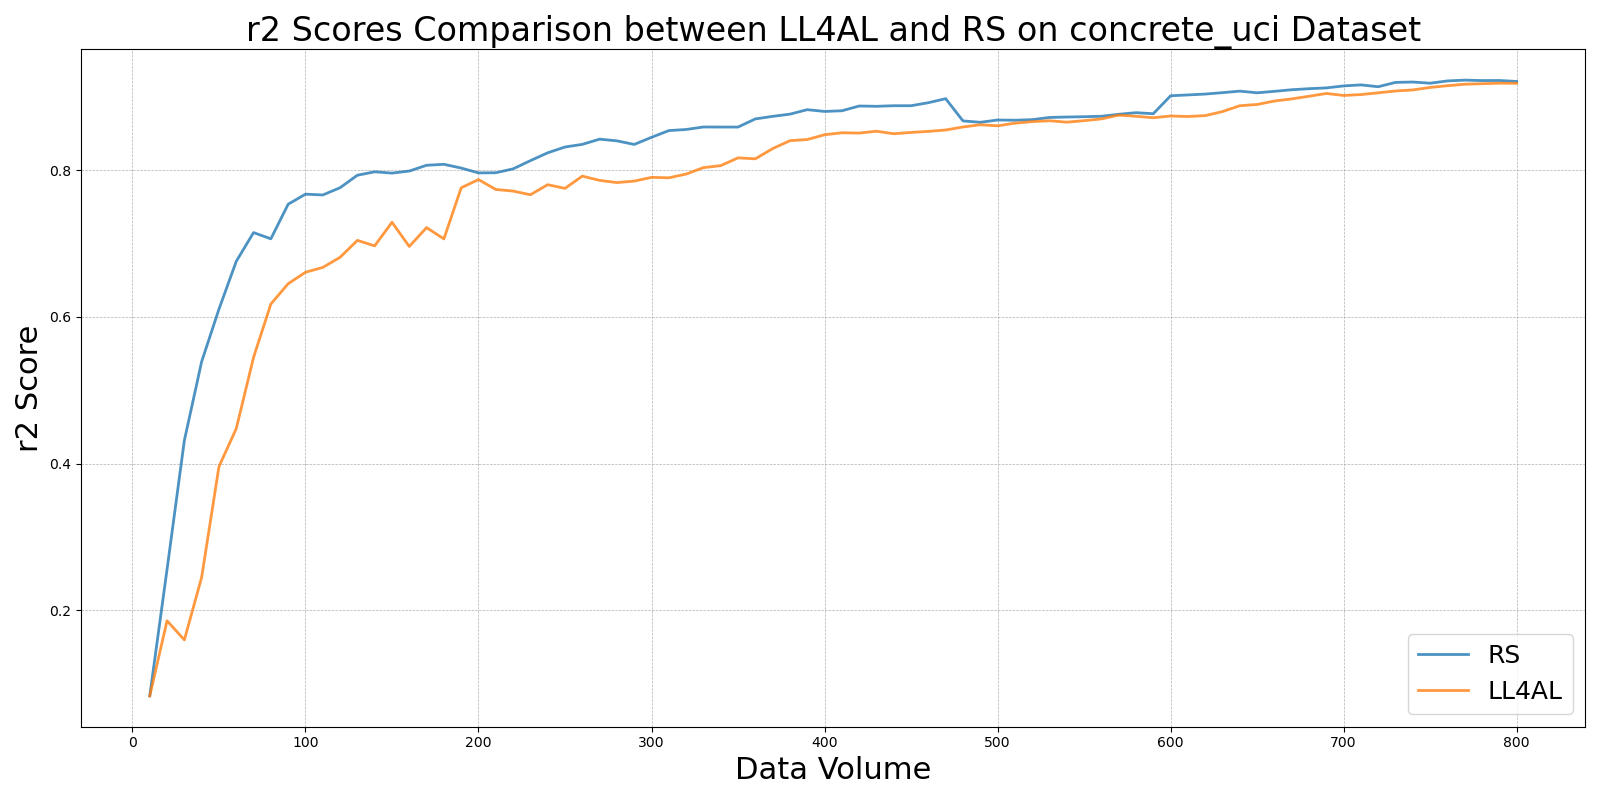 r2 Scores Comparison between LL4AL and RS on concrete_uci Dataset
r2 Score
0.8
0.6
0.4
0.2
RS
LL4AL
0 100 200 300 400 500 600 700 800
Data Volume